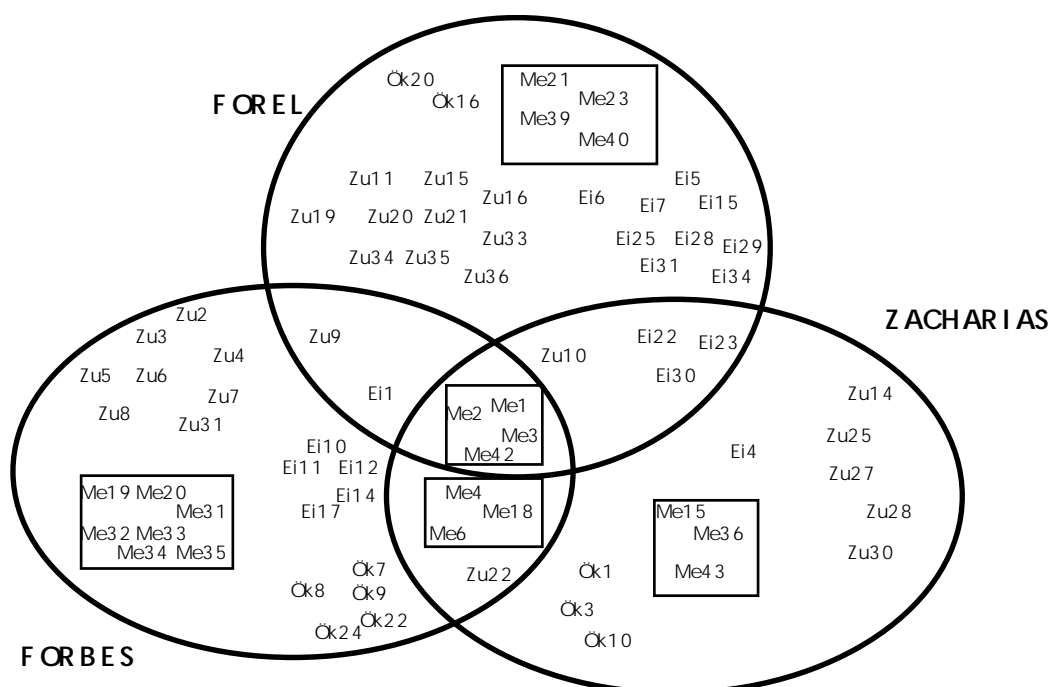 Ök20
Ök16
FOREL
Me21
Me23
Me39
Me40
Zu11 Zu15
Zu16
Ei6
Ei5
Ei7
Ei15
Zu19 Zu20 Zu21
Zu33
Ei25 Ei28 Ei29
Zu34 Zu35
Zu36
Ei31
Ei34
ZACHARIAS
Zu2
Zu3
Zu4
Zu5 Zu6
Zu7
Zu8
Zu31
Zu9
Ei1
Zu10
Ei22 Ei23
Ei30
Me2 Me1
Me3
Me42
Zu14
Zu25
Ei4
Zu27
Zu28
Zu30
Ei10
Ei11 Ei12
Ei14
Ei17
Me19 Me20
Me31
Me32 Me33
Me34 Me35
Me4
Me18
Me6
Me15
Me36
Me43
Zu22
Ök7
Ök8 Ök9
Ök22
Ök24
Ök1
Ök3
Ök10
FORBES